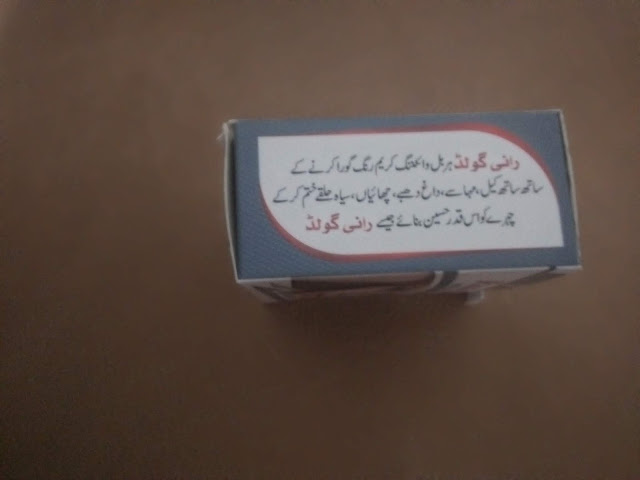 رانی گولڈ ہربل وائٹننگ کریم رنگ گورا کرنے کے
ساتھ ساتھ کیل، مہاسے، داغ دھبے، چھائیاں، سیاہ حلقے ختم کر کے
چہرے کو اس قدر حسین بنائے جیسے رانی گولڈ